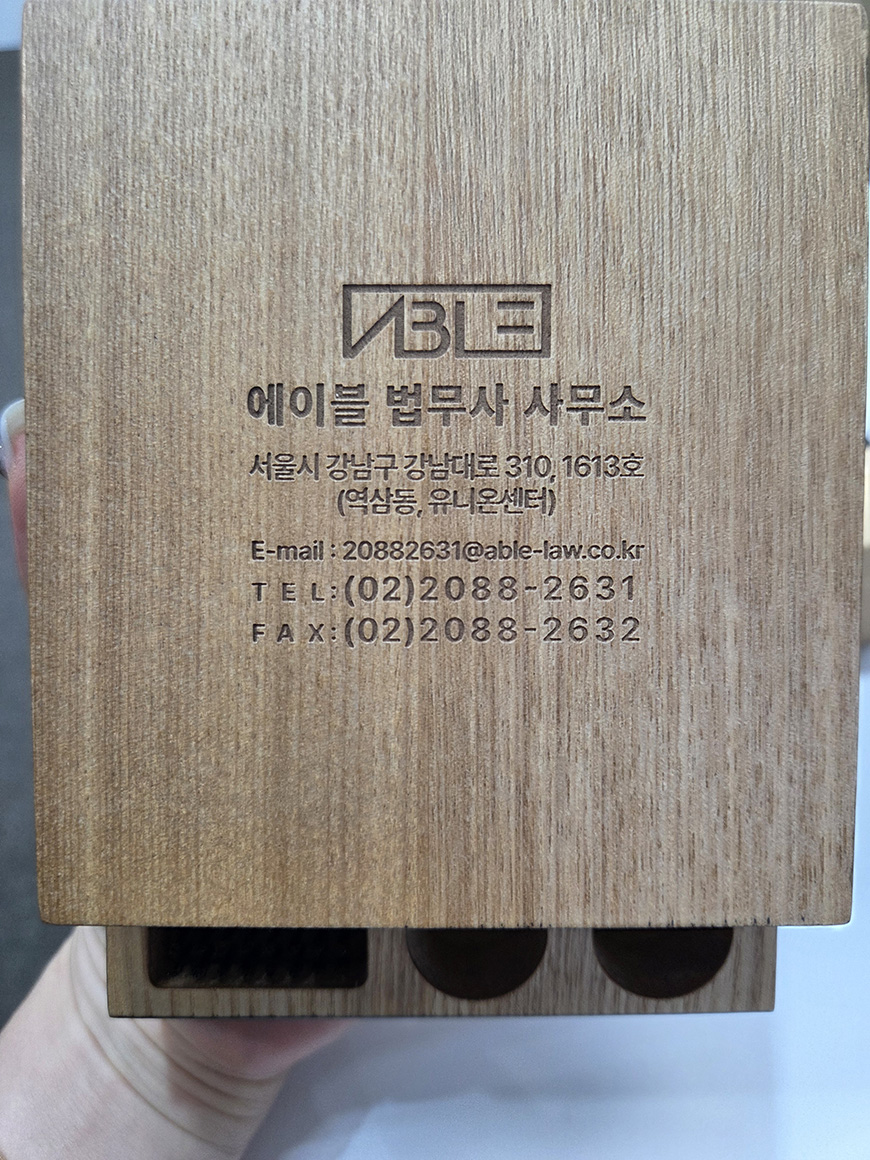 ABLE
에이블 법무사 사무소
서울시 강남구 강남대로 310, 1613호
(역삼동, 유니온센터)
E-mail : 20882631@able-law.co.kr
T E L:(02)2088-2631
F A X:(02)2088-2632